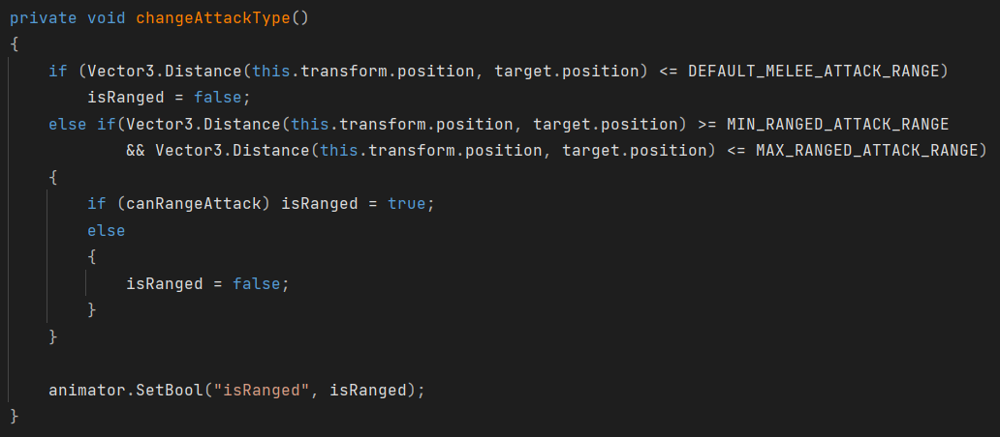 private void changeAttackType()
{
    if (Vector3.Distance(this.transform.position, target.position) <= DEFAULT_MELEE_ATTACK_RANGE)
        isRanged = false;
    else if(Vector3.Distance(this.transform.position, target.position) >= MIN_RANGED_ATTACK_RANGE
            && Vector3.Distance(this.transform.position, target.position) <= MAX_RANGED_ATTACK_RANGE)
    {
        if (canRangeAttack) isRanged = true;
        else
        {
            isRanged = false;
        }
    }

    animator.SetBool("isRanged", isRanged);
}